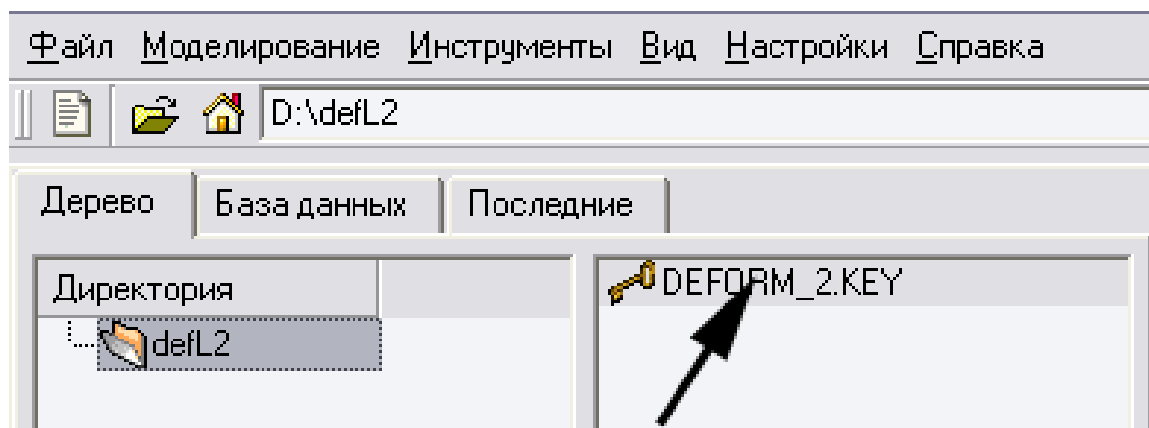 Файл Моделирование Инструменты Вид Настройки Справка
D:\defL2
Дерево База данных Последние
Директория DEFORM_2.KEY
defL2